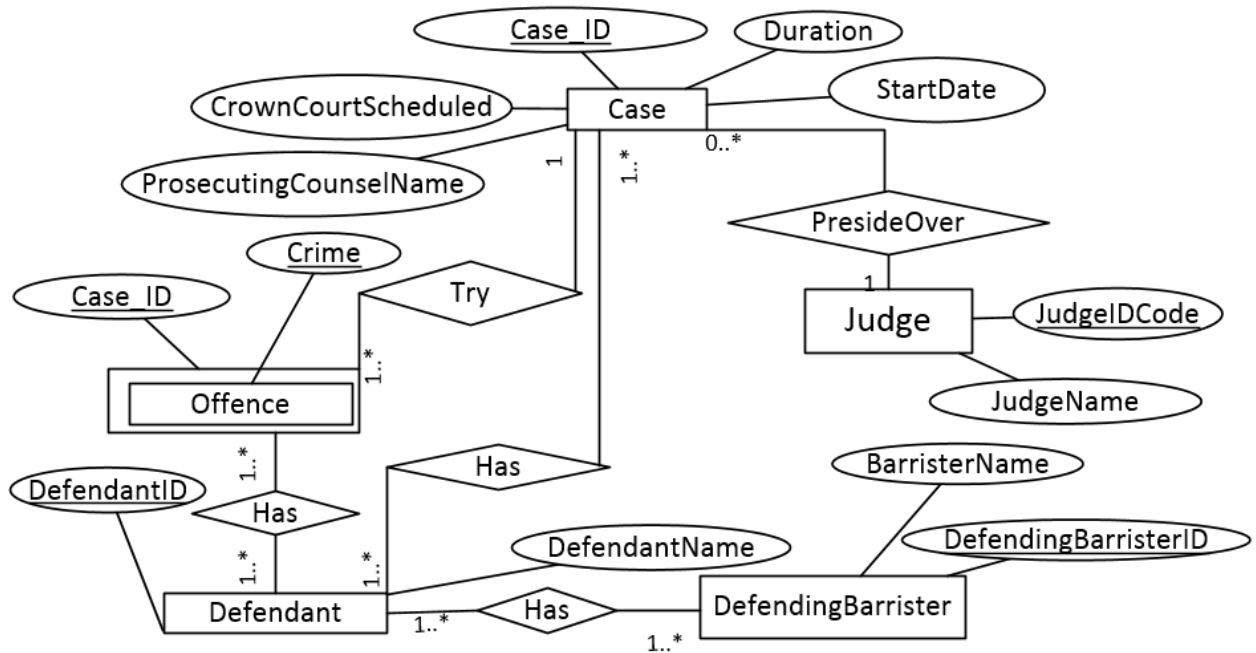 Case_ID
Duration
CrownCourtScheduled
Case
StartDate
ProsecutingCounselName
1
1..*
0..*
PresideOver
Crime
Case_ID
Try
1
Judge
JudgeIDCode
1..*
Offence
JudgeName
1..*
Has
BarristerName
DefendantID
Has
1..*
1..*
DefendantName
DefendingBarristerID
Defendant
1..*
Has
1..*
DefendingBarrister